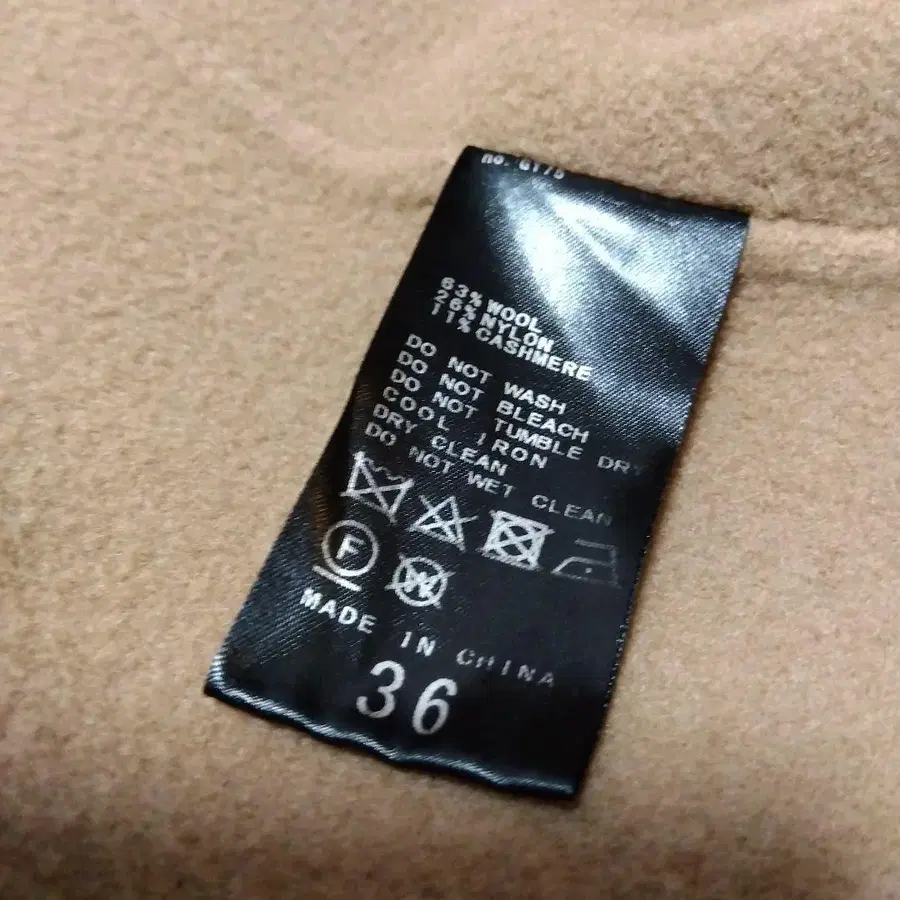 no.
63% WOOL
26% NYLON
11% CASHMERE
DO NOT WASH
DO NOT BLEACH
DO NOT TUMBLE DRY
COOL IRON
DRY CLEAN
DO NOT WET CLEAN
F
W
MADE IN CHINA
36